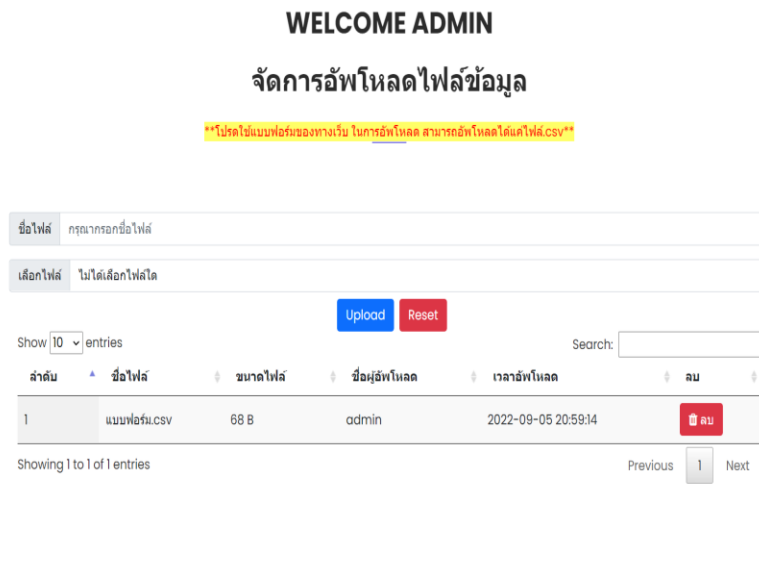 WELCOME ADMIN
จัดการอัพโหลดไฟล์ข้อมูล
**โปรดใช้แบบฟอร์มของทางเว็บ ในการอัพโหลด สามารถอัพโหลดได้แค่ไฟล์.csv**
ชื่อไฟล์ กรุณากรอกชื่อไฟล์
เลือกไฟล์ ไม่ได้เลือกไฟล์ใด
Upload Reset
Show 10 entries Search:
ลำดับ ชื่อไฟล์ ขนาดไฟล์ ชื่อผู้อัพโหลด เวลาอัพโหลด ลบ
1 แบบฟอร์ม.csv 68 B admin 2022-09-05 20:59:14 ลบ
Showing 1 to 1 of 1 entries Previous 1 Next